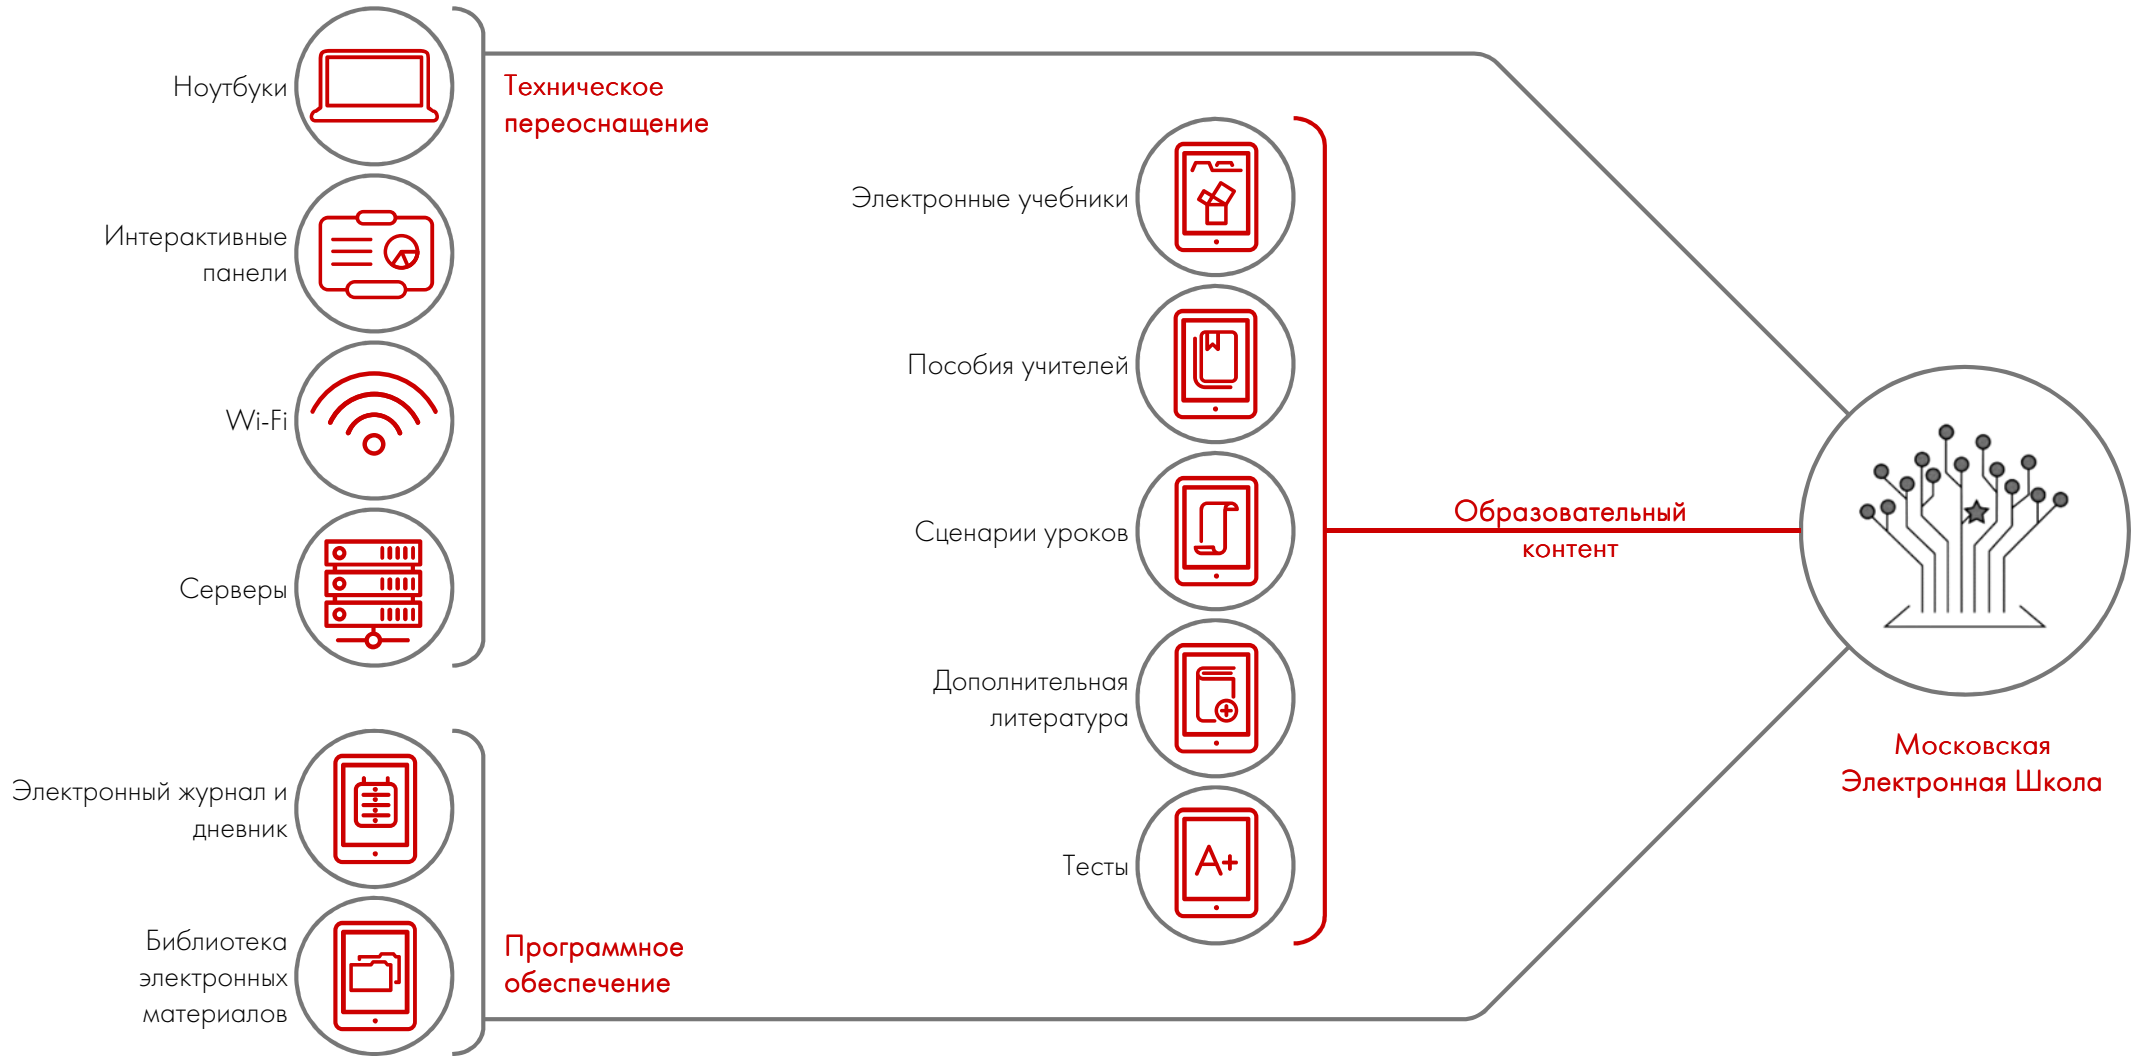 Ноутбуки
Интерактивные
панели
Wi-Fi
Серверы
Техническое
переоснащение
Электронный журнал и
дневник
Библиотека
электронных
материалов
Программное
обеспечение
Электронные учебники
Пособия учителей
Сценарии уроков
Дополнительная
литература
A+
Тесты
Образовательный
контент
Московская
Электронная Школа